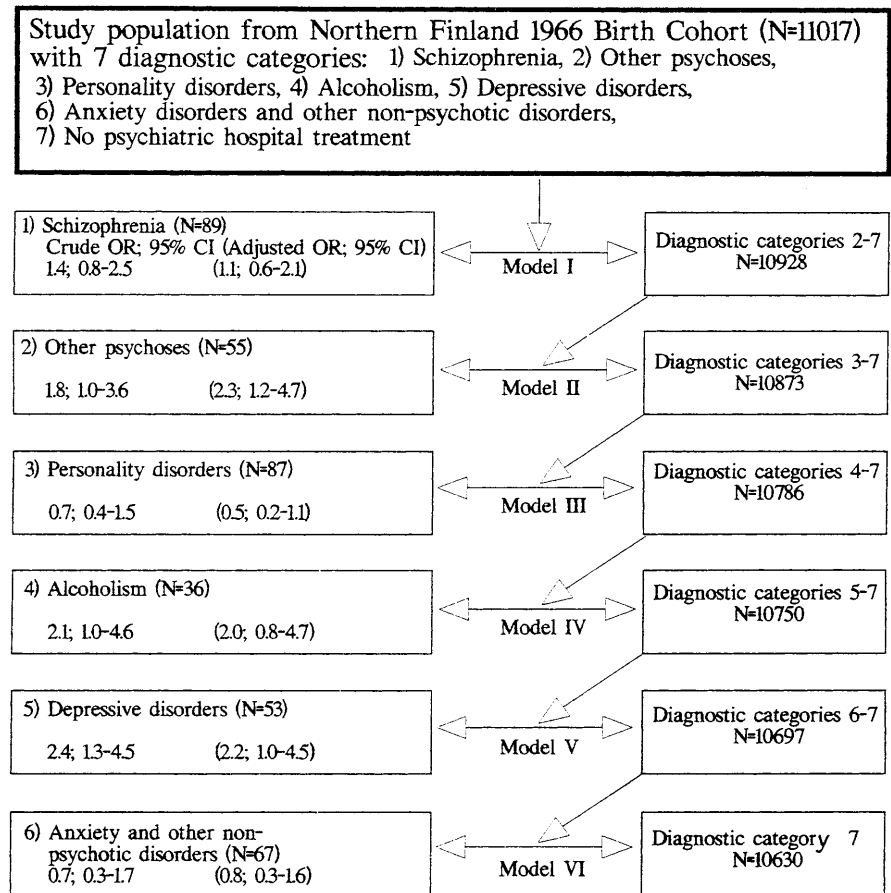 Study population from Northern Finland 1966 Birth Cohort (N=11017)
with 7 diagnostic categories: 1) Schizophrenia, 2) Other psychoses,
3) Personality disorders, 4) Alcoholism, 5) Depressive disorders,
6) Anxiety disorders and other non-psychotic disorders,
7) No psychiatric hospital treatment
1) Schizophrenia (N=89)
Crude OR; 95% CI (Adjusted OR; 95% CI)
1.4; 0.8-2.5 (1.1; 0.6-2.1)
Model I
Diagnostic categories 2-7
N=10928
2) Other psychoses (N=55)
1.8; 1.0-3.6 (2.3; 1.2-4.7)
Model II
Diagnostic categories 3-7
N=10873
3) Personality disorders (N=87)
0.7; 0.4-1.5 (0.5; 0.2-1.1)
Model III
Diagnostic categories 4-7
N=10786
4) Alcoholism (N=36)
2.1; 1.0-4.6 (2.0; 0.8-4.7)
Model IV
Diagnostic categories 5-7
N=10750
5) Depressive disorders (N=53)
2.4; 1.3-4.5 (2.2; 1.0-4.5)
Model V
Diagnostic categories 6-7
N=10697
6) Anxiety and other non-
psychotic disorders (N=67)
0.7; 0.3-1.7 (0.8; 0.3-1.6)
Model VI
Diagnostic category 7
N=10630